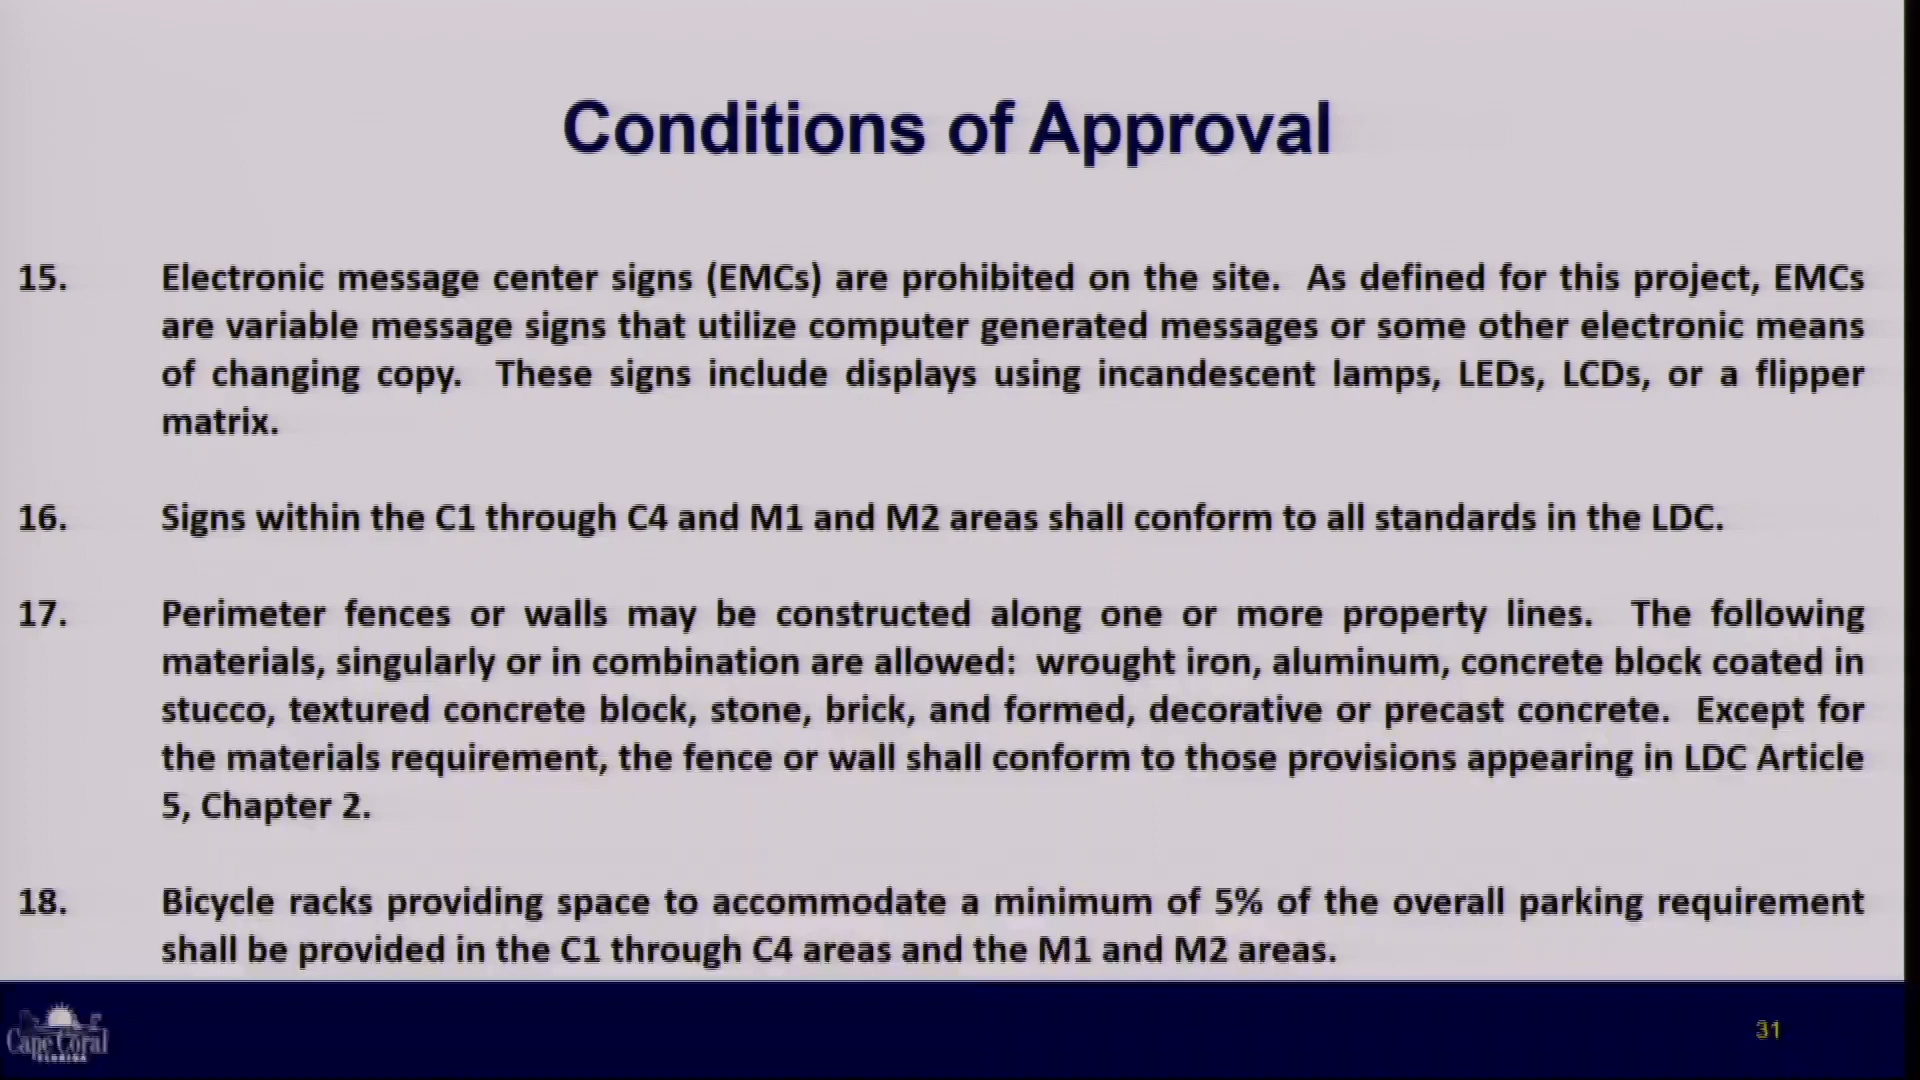 Conditions of Approval
15. Electronic message center signs (EMCs) are prohibited on the site. As defined for this project, EMCs
are variable message signs that utilize computer generated messages or some other electronic means
of changing copy. These signs include displays using incandescent lamps, LEDs, LCDs, or a flipper
matrix.
16. Signs within the C1 through C4 and M1 and M2 areas shall conform to all standards in the LDC.
17. Perimeter fences or walls may be constructed along one or more property lines. The following
materials, singularly or in combination are allowed: wrought iron, aluminum, concrete block coated in
stucco, textured concrete block, stone, brick, and formed, decorative or precast concrete. Except for
the materials requirement, the fence or wall shall conform to those provisions appearing in LDC Article
5, Chapter 2.
18. Bicycle racks providing space to accommodate a minimum of 5% of the overall parking requirement
shall be provided in the C1 through C4 areas and the M1 and M2 areas.
Cape Coral
FLORIDA
31